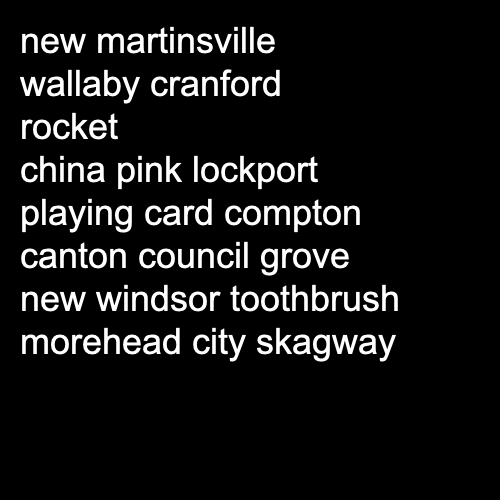 new martinsville
wallaby cranford
rocket
china pink lockport
playing card compton
canton council grove
new windsor toothbrush
morehead city skagway